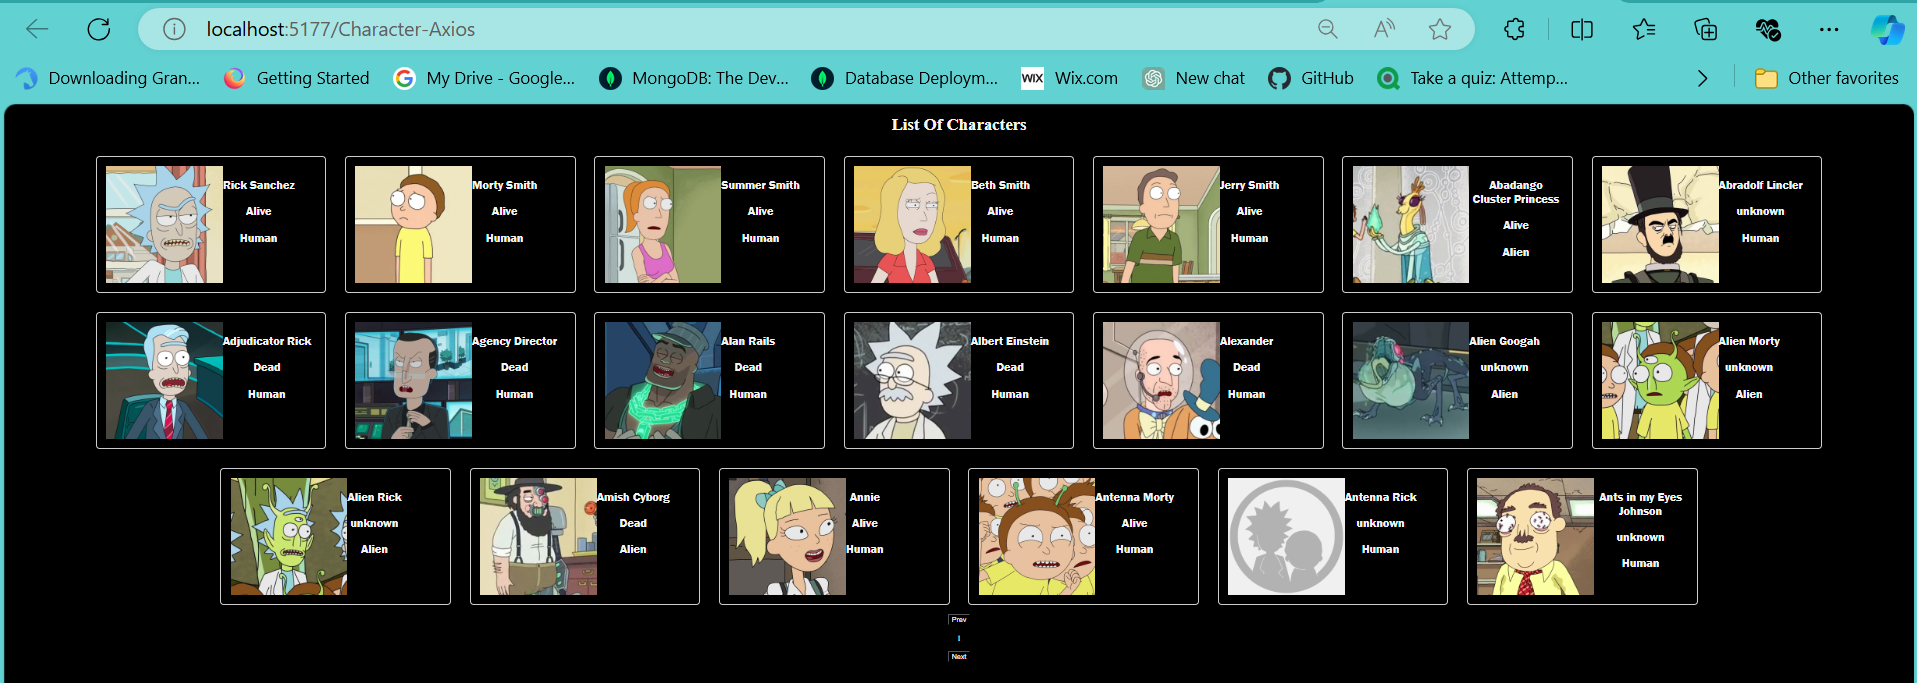 localhost:5177/Character-Axios
Downloading Gran...
Getting Started
My Drive - Google...
MongoDB: The Dev...
Database Deploym...
WIX Wix.com
New chat
GitHub
Take a quiz: Attemp...
Other favorites
List Of Characters
Rick Sanchez
Alive
Human
Morty Smith
Alive
Human
Summer Smith
Alive
Human
Beth Smith
Alive
Human
Jerry Smith
Alive
Human
Abadango
Cluster Princess
Alive
Alien
Abradolf Lincler
unknown
Human
Adjudicator Rick
Dead
Human
Agency Director
Dead
Human
Alan Rails
Dead
Human
Albert Einstein
Dead
Human
Alexander
Dead
Human
Alien Googah
unknown
Alien
Alien Morty
unknown
Alien
Alien Rick
unknown
Alien
Amish Cyborg
Dead
Alien
Annie
Alive
Human
Antenna Morty
Alive
Human
Antenna Rick
unknown
Human
Ants in my Eyes
Johnson
unknown
Human
Prev
1
Next